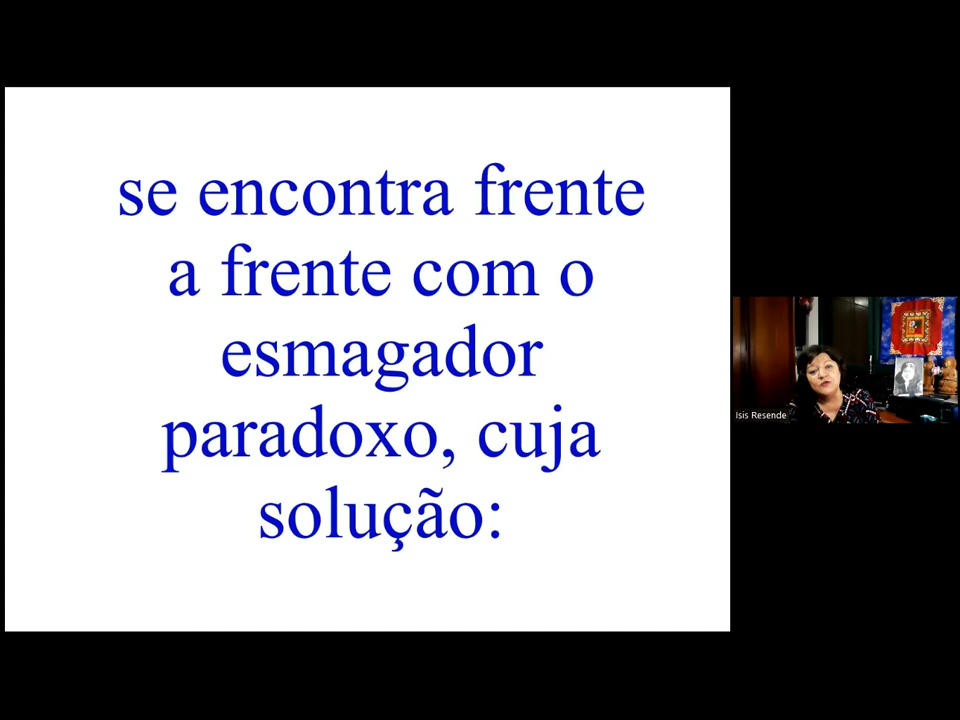 se encontra frente
a frente com o
esmagador
paradoxo, cuja
solução:
Isis Resende